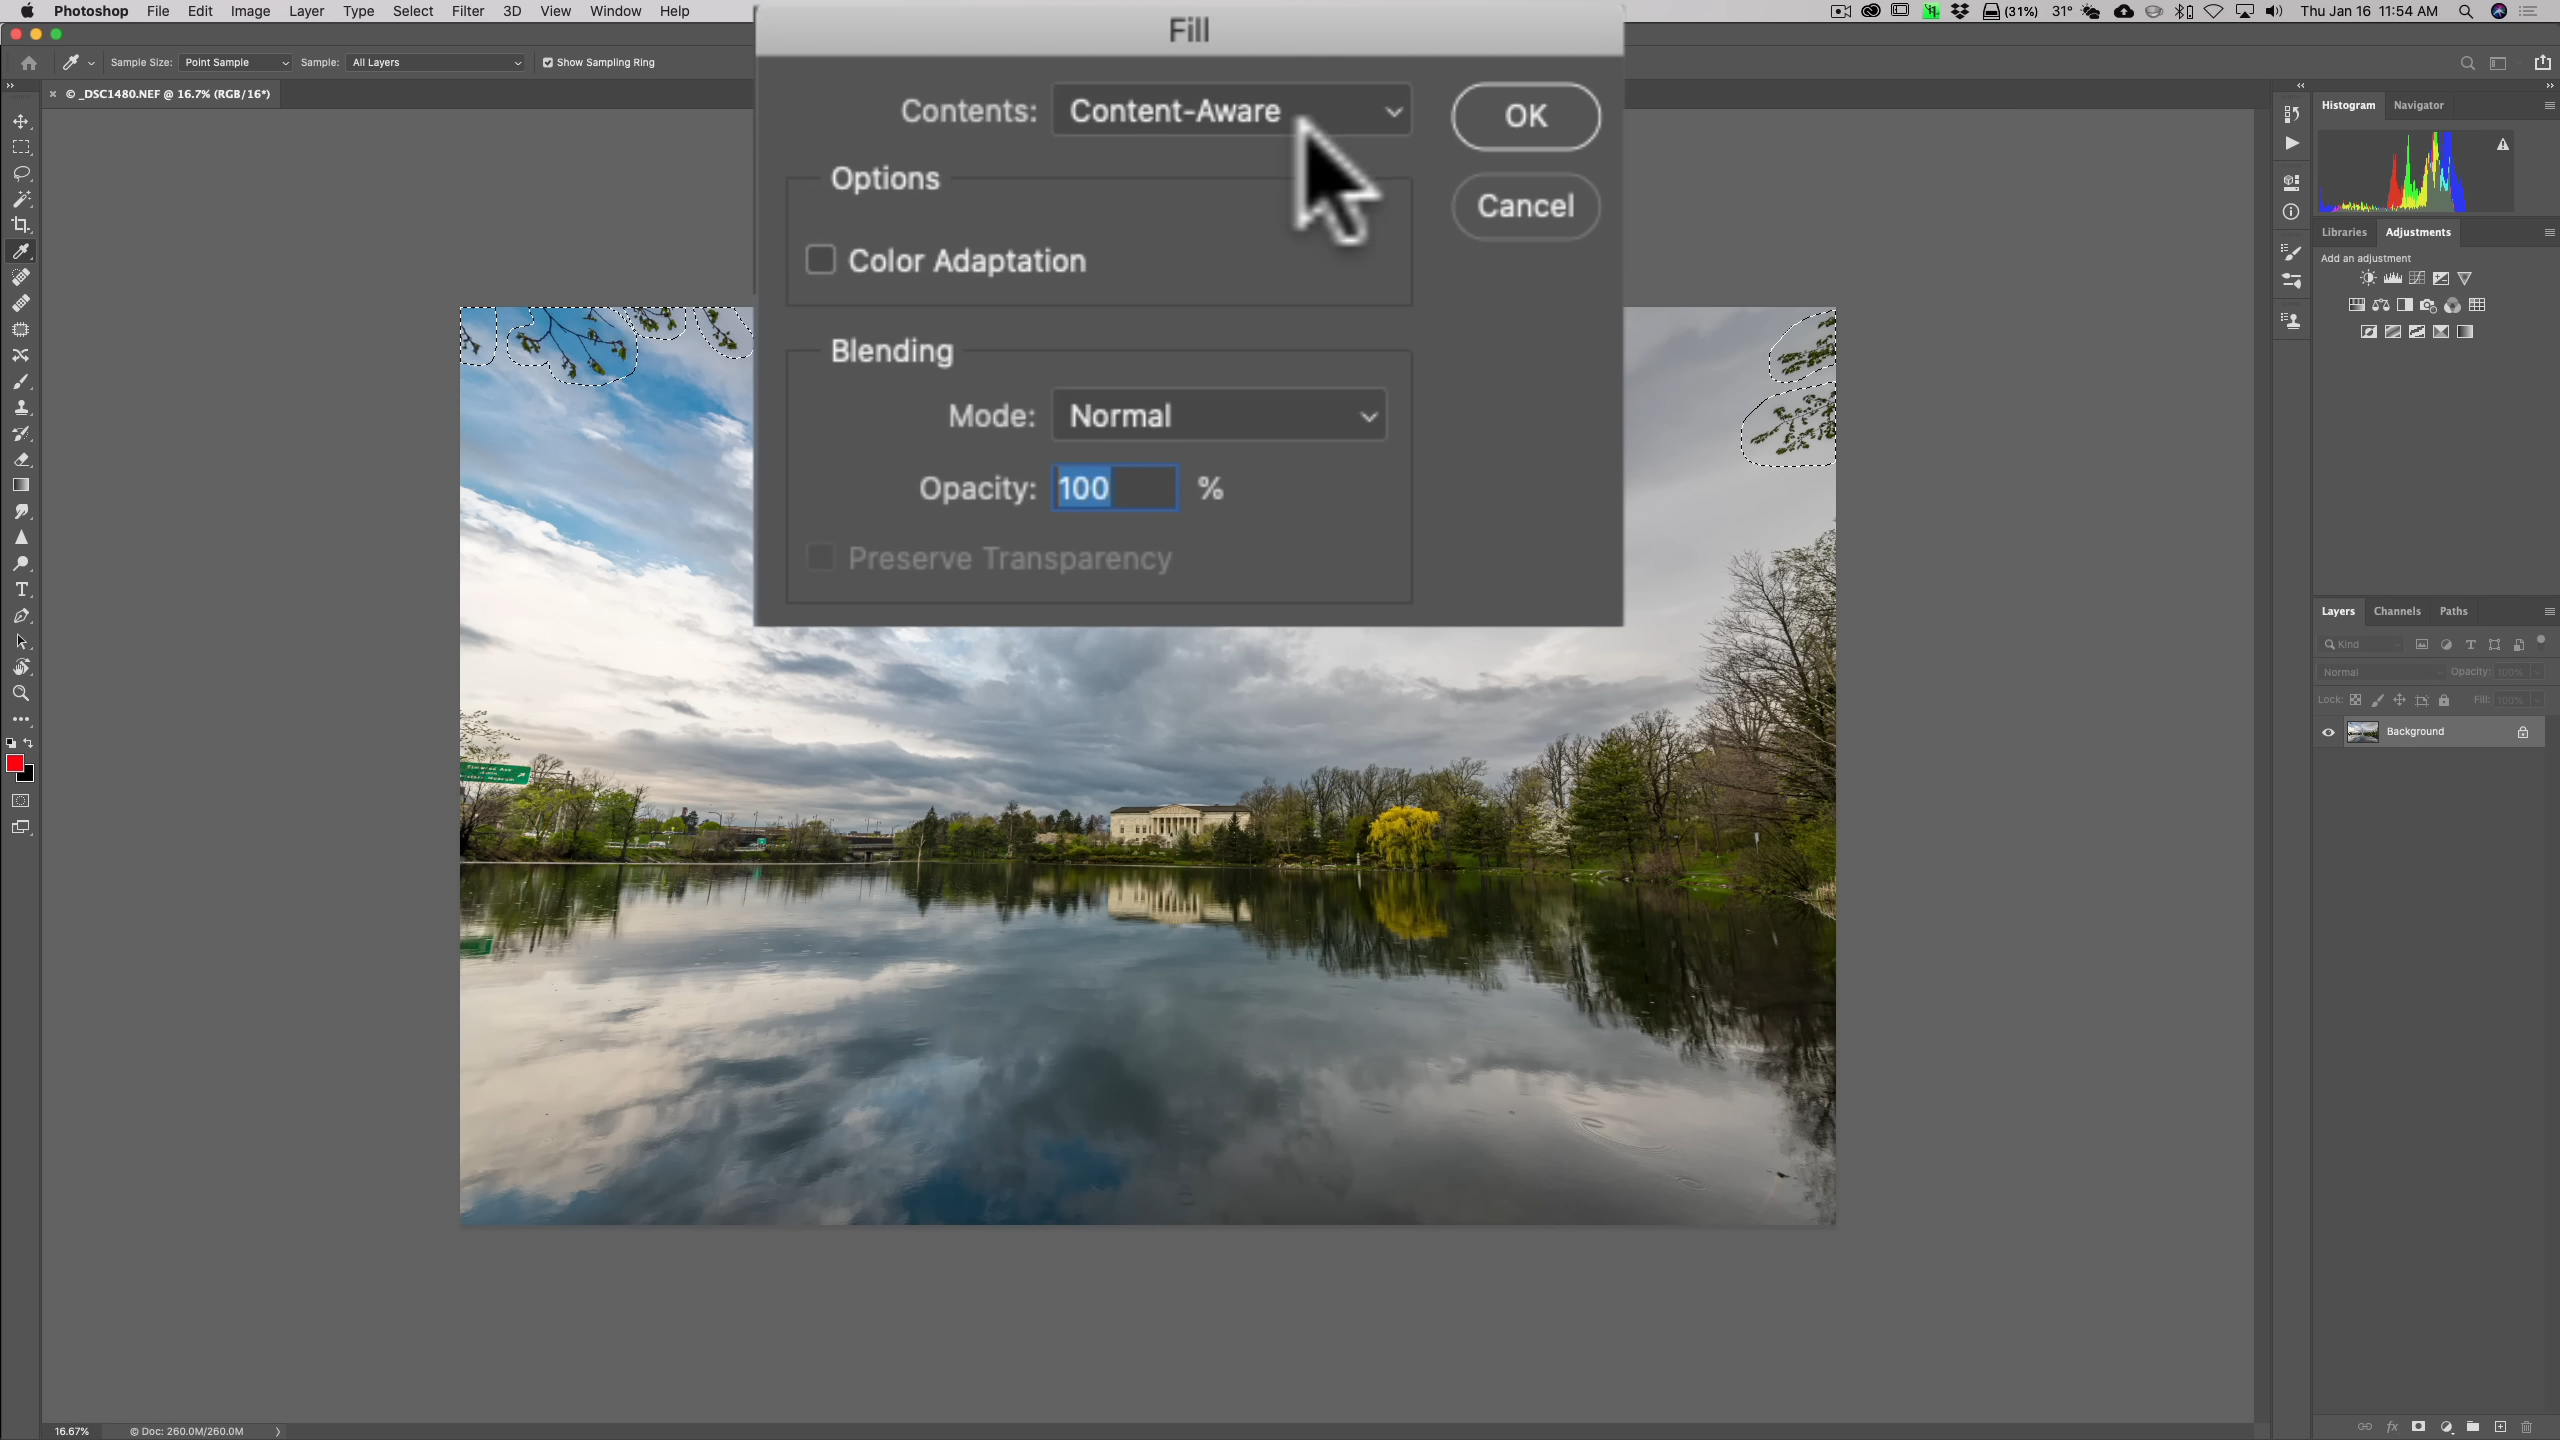 Photoshop File Edit Image Layer Type Select Filter 3D View Window Help
(31%) 31° Thu Jan 16 11:54 AM
Sample Size: Point Sample Sample: All Layers Show Sampling Ring
© _DSC1480.NEF @ 16.7% (RGB/16*)
Fill
Contents: Content-Aware
OK
Options
Cancel
Color Adaptation
Blending
Mode: Normal
Opacity: 100 %
Preserve Transparency
Histogram Navigator
Libraries Adjustments
Add an adjustment
Layers Channels Paths
Kind
Normal Opacity: 100%
Lock: Fill: 100%
Background
fx
16.67% © Doc: 260.0M/260.0M